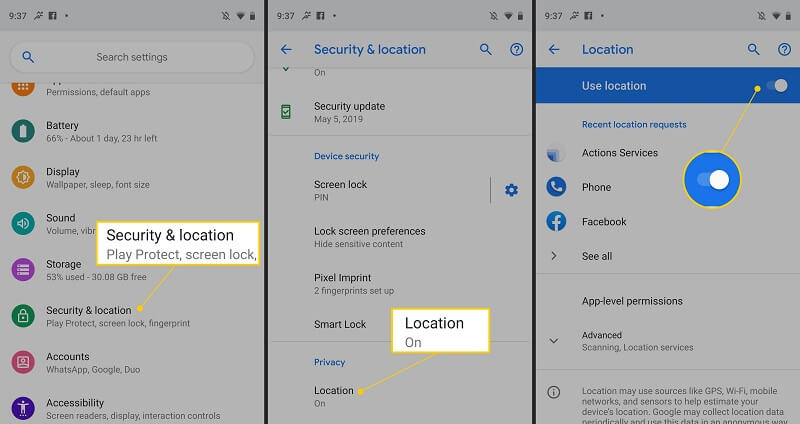 9:37
Search settings
Apps
Permissions, default apps
Battery
66% - About 1 day, 23 hr left
Display
Wallpaper, sleep, font size
Sound
Volume, vib
Security & location
Play Protect, screen lock,
Storage
53% used - 30.08 GB free
Security & location
Play Protect, screen lock, fingerprint
Accounts
WhatsApp, Google, Duo
Accessibility
Screen readers, display, interaction controls
9:37
Security & location
On
Security update
May 5, 2019
Device security
Screen lock
PIN
Lock screen preferences
Hide sensitive content
Pixel Imprint
2 fingerprints set up
Smart Lock
Location
On
Privacy
Location
On
9:37
Location
Use location
Recent location requests
Actions Services
Phone
Facebook
See all
App-level permissions
Advanced
Scanning, Location services
Location may use sources like GPS, Wi-Fi, mobile
networks, and sensors to help estimate your
device's location. Google may collect location data
periodically and use this data in an anonymous way